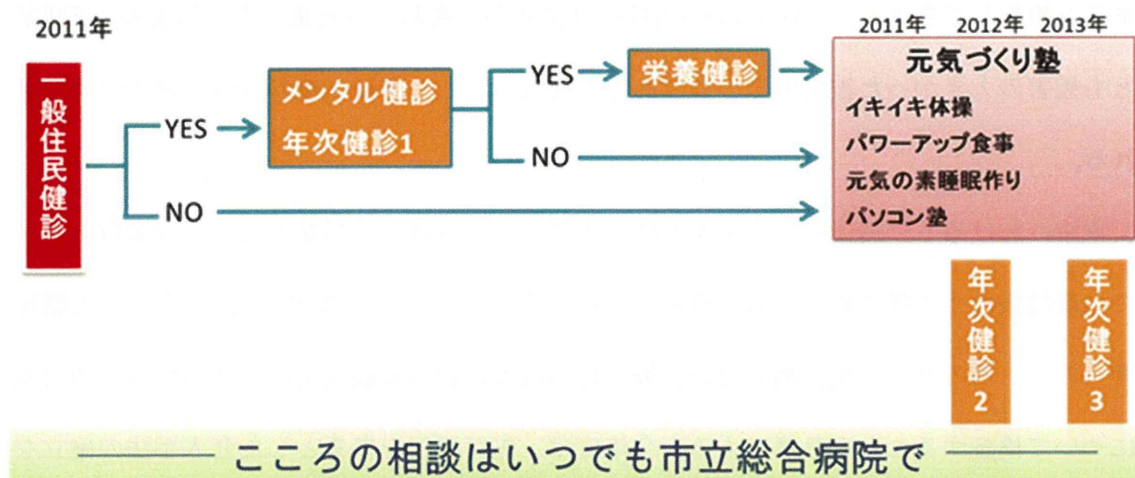 2011年
一般住民健診
YES
NO
メンタル健診
年次健診1
YES
NO
栄養健診
2011年 2012年 2013年
元気づくり塾
イキイキ体操
パワーアップ食事
元気の素睡眠作り
パソコン塾
年次健診2
年次健診3
こころの相談はいつでも市立総合病院で